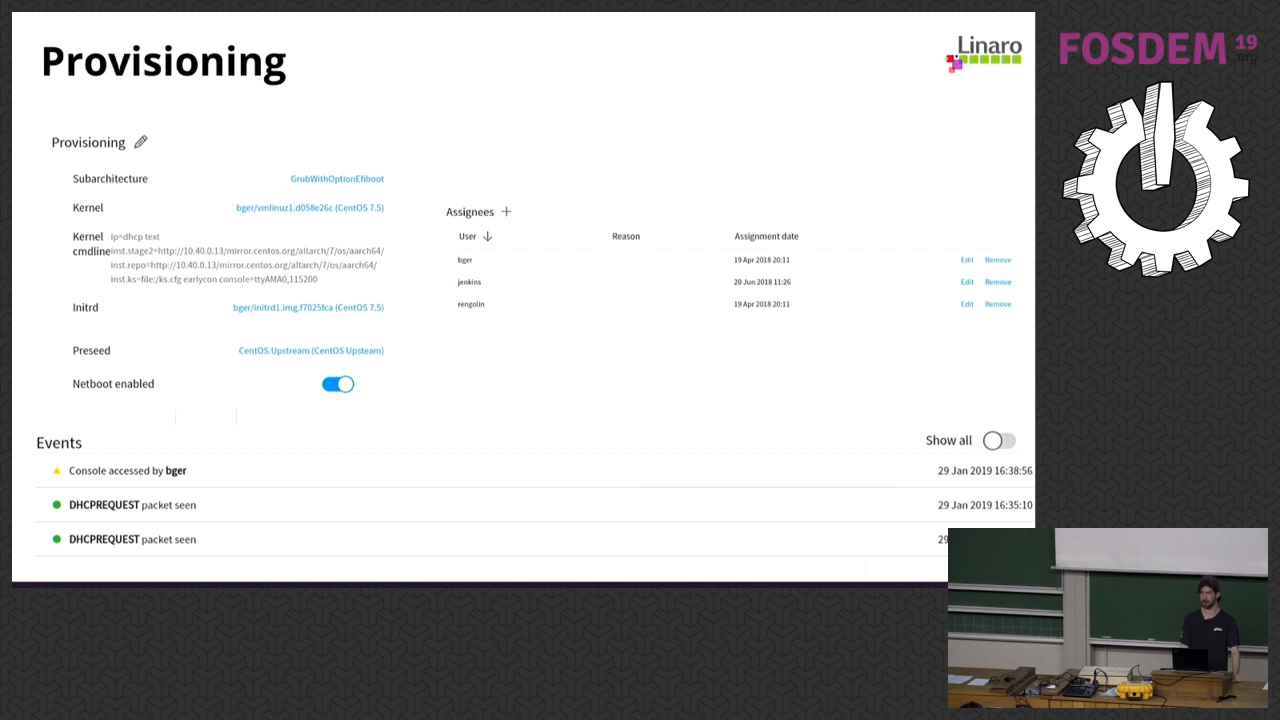 Provisioning
Linaro
FOSDEM 19
.org
Provisioning
Subarchitecture GrubWithOptionEfiboot
Kernel bger/vmlinuz1.d058e26c (CentOS 7.5)
Kernel cmdline ip=dhcp text
inst.stage2=http://10.40.0.13/mirror.centos.org/altarch/7/os/aarch64/
inst.repo=http://10.40.0.13/mirror.centos.org/altarch/7/os/aarch64/
inst.ks=file:/ks.cfg earlycon console=ttyAMA0,115200
Initrd bger/initrd1.img.f7025fca (CentOS 7.5)
Preseed CentOS.Upstream (CentOS Upsteam)
Netboot enabled
Assignees
User Reason Assignment date
bger 19 Apr 2018 20:11 Edit Remove
jenkins 20 Jun 2018 11:26 Edit Remove
rengolin 19 Apr 2018 20:11 Edit Remove
Events Show all
Console accessed by bger 29 Jan 2019 16:38:56
DHCPREQUEST packet seen 29 Jan 2019 16:35:10
DHCPREQUEST packet seen 29